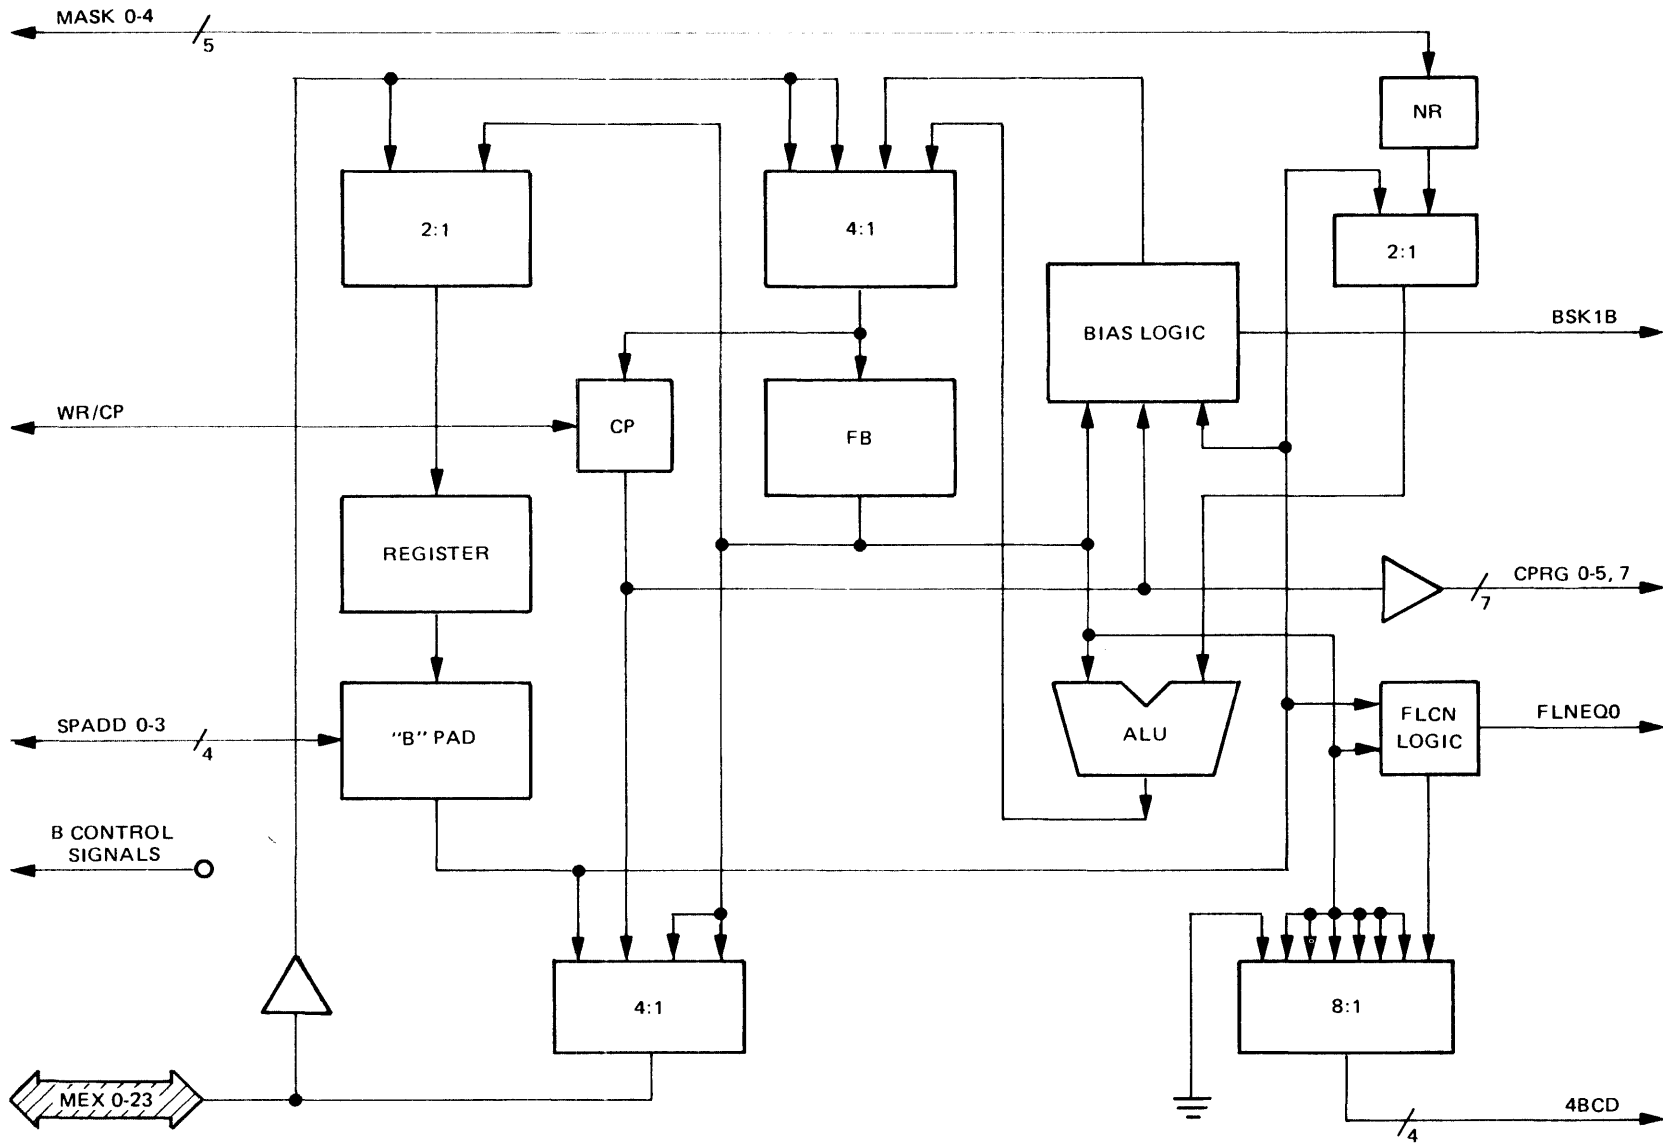 MASK 0-4
5
NR
2:1
4:1
2:1
BIAS LOGIC
BSK1B
WR/CP
CP
FB
REGISTER
CPRG 0-5, 7
7
SPADD 0-3
4
"B" PAD
ALU
FLCN
LOGIC
FLNEQ0
B CONTROL
SIGNALS
4:1
8:1
MEX 0-23
4BCD
4